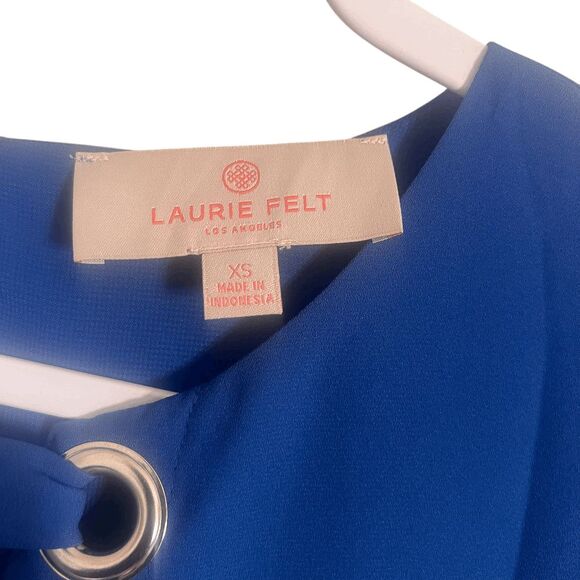 LAURIE FELT
LOS ANGELES
XS
MADE IN
INDONESIA